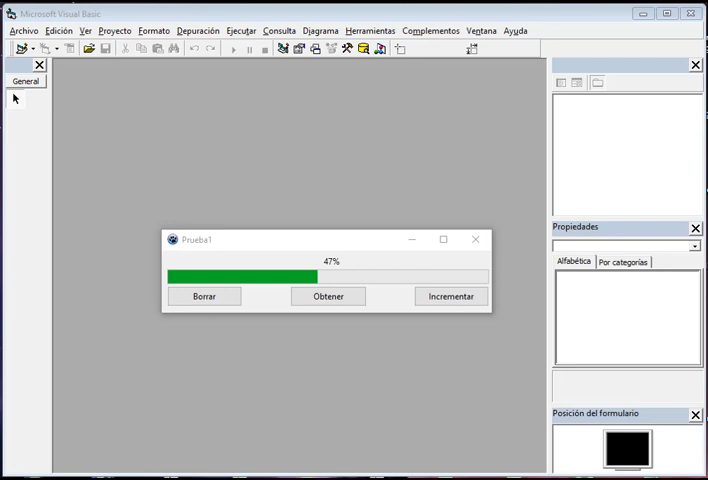 Microsoft Visual Basic
Archivo Edición Ver Proyecto Formato Depuración Ejecutar Consulta Diagrama Herramientas Complementos Ventana Ayuda
General
Prueba1
47%
Borrar Obtener Incrementar
Propiedades
Alfabética Por categorías
Posición del formulario